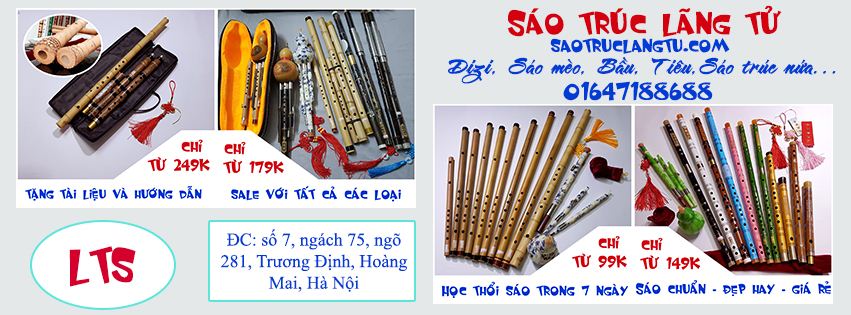 SÁO TRÚC LÃNG TỬ
SAOTRUCLANGTU.COM
Dizi, Sáo mèo, Bầu, Tiêu,Sáo trúc nứa...
01647188688
CHỈ
TỪ 249K
CHỈ
TỪ 179K
TẶNG TÀI LIỆU VÀ HƯỚNG DẪN
SALE VỚI TẤT CẢ CÁC LOẠI
LTS
ĐC: số 7, ngách 75, ngõ
281, Trương Định, Hoàng
Mai, Hà Nội
CHỈ
TỪ 99K
CHỈ
TỪ 149K
HỌC THỔI SÁO TRONG 7 NGÀY
SÁO CHUẨN - ĐẸP HAY - GIÁ RẺ